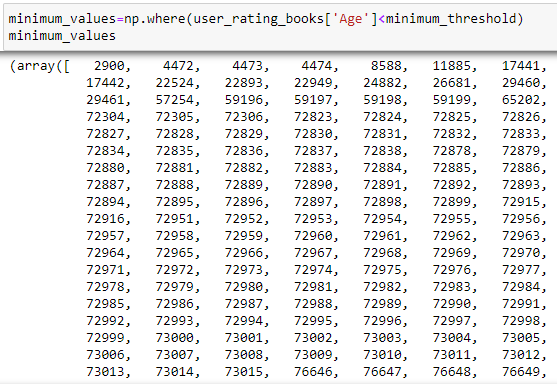 minimum_values=np.where(user_rating_books['Age']<minimum_threshold)
minimum_values
(array([ 2900, 4472, 4473, 4474, 8588, 11885, 17441,
17442, 22524, 22893, 22949, 24882, 26681, 29460,
29461, 57254, 59196, 59197, 59198, 59199, 65202,
72304, 72305, 72306, 72823, 72824, 72825, 72826,
72827, 72828, 72829, 72830, 72831, 72832, 72833,
72834, 72835, 72836, 72837, 72838, 72878, 72879,
72880, 72881, 72882, 72883, 72884, 72885, 72886,
72887, 72888, 72889, 72890, 72891, 72892, 72893,
72894, 72895, 72896, 72897, 72898, 72899, 72915,
72916, 72951, 72952, 72953, 72954, 72955, 72956,
72957, 72958, 72959, 72960, 72961, 72962, 72963,
72964, 72965, 72966, 72967, 72968, 72969, 72970,
72971, 72972, 72973, 72974, 72975, 72976, 72977,
72978, 72979, 72980, 72981, 72982, 72983, 72984,
72985, 72986, 72987, 72988, 72989, 72990, 72991,
72992, 72993, 72994, 72995, 72996, 72997, 72998,
72999, 73000, 73001, 73002, 73003, 73004, 73005,
73006, 73007, 73008, 73009, 73010, 73011, 73012,
73013, 73014, 73015, 76646, 76647, 76648, 76649,